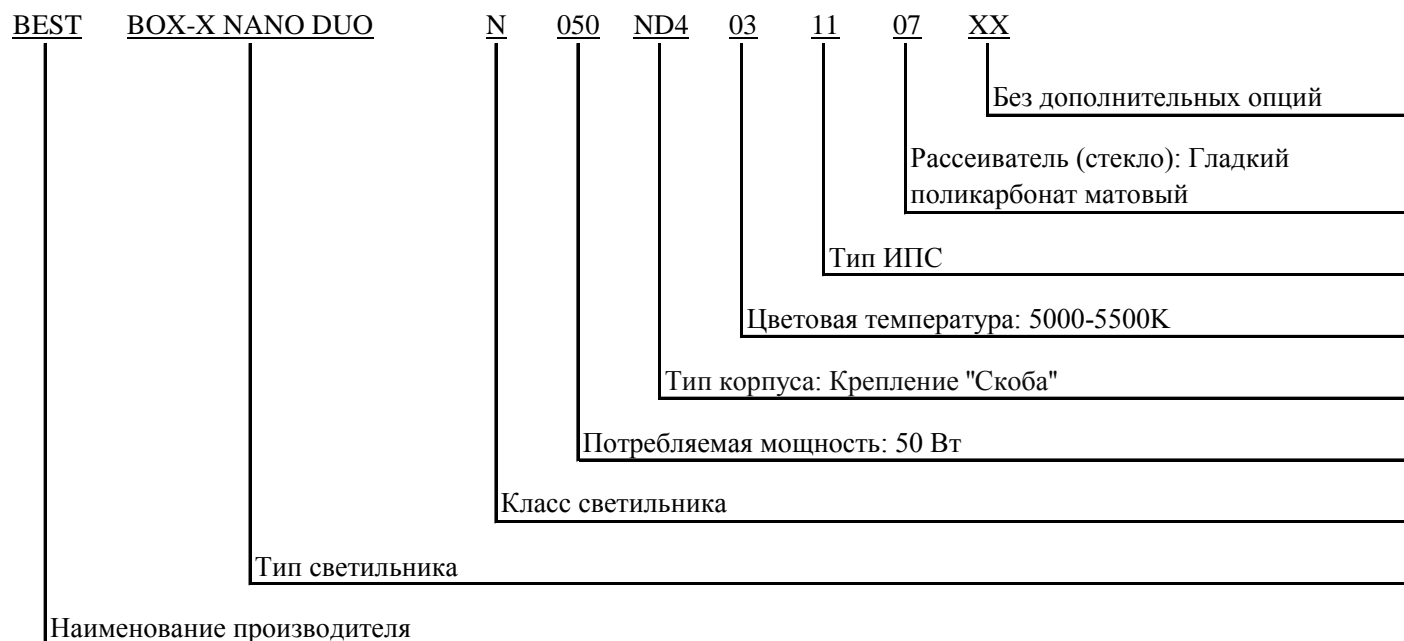 BEST BOX-X NANO DUO N 050 ND4 03 11 07 XX
Без дополнительных опций
Рассеиватель (стекло): Гладкий
поликарбонат матовый
Тип ИПС
Цветовая температура: 5000-5500K
Тип корпуса: Крепление "Скоба"
Потребляемая мощность: 50 Вт
Класс светильника
Тип светильника
Наименование производителя